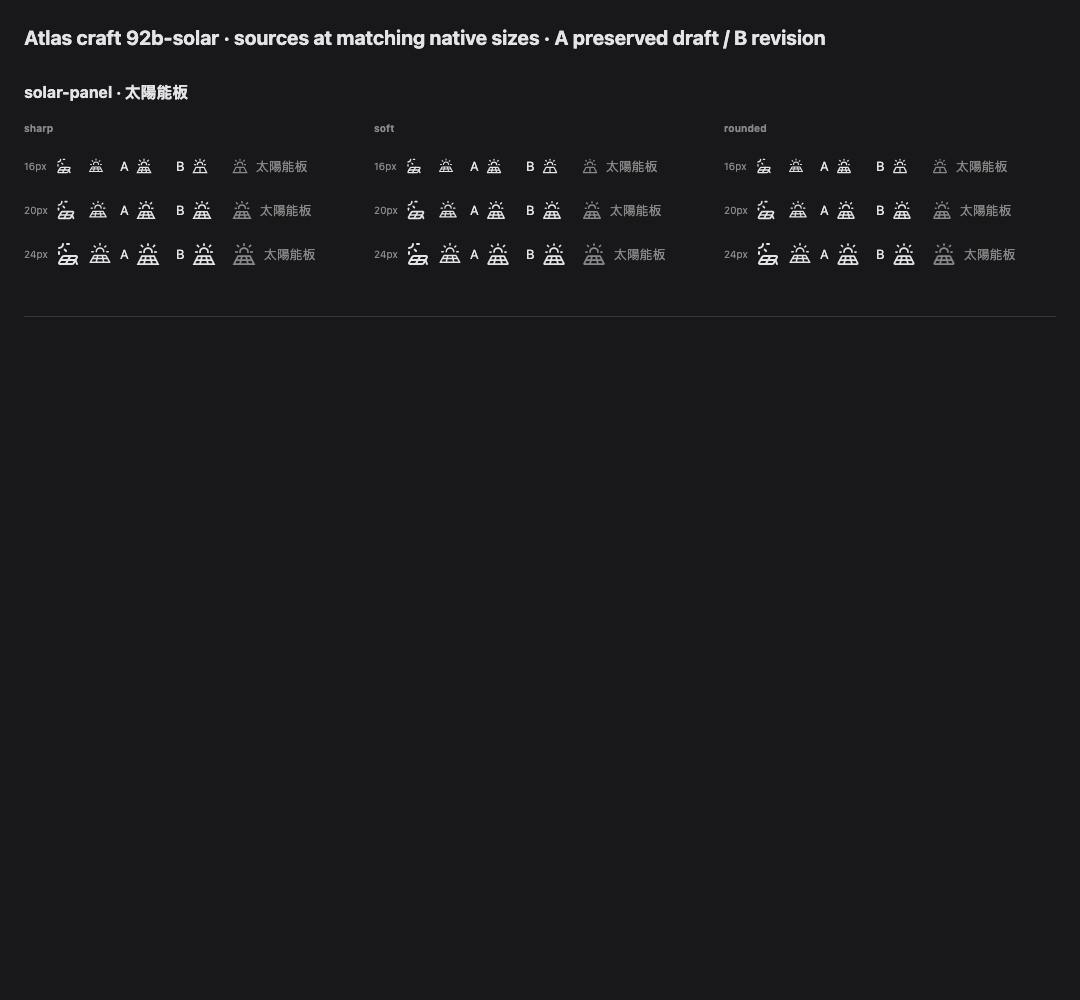 Atlas craft 92b-solar · sources at matching native sizes · A preserved draft / B revision
solar-panel · 太陽能板
sharp soft rounded
16px A B 太陽能板 16px A B 太陽能板 16px A B 太陽能板
20px A B 太陽能板 20px A B 太陽能板 20px A B 太陽能板
24px A B 太陽能板 24px A B 太陽能板 24px A B 太陽能板